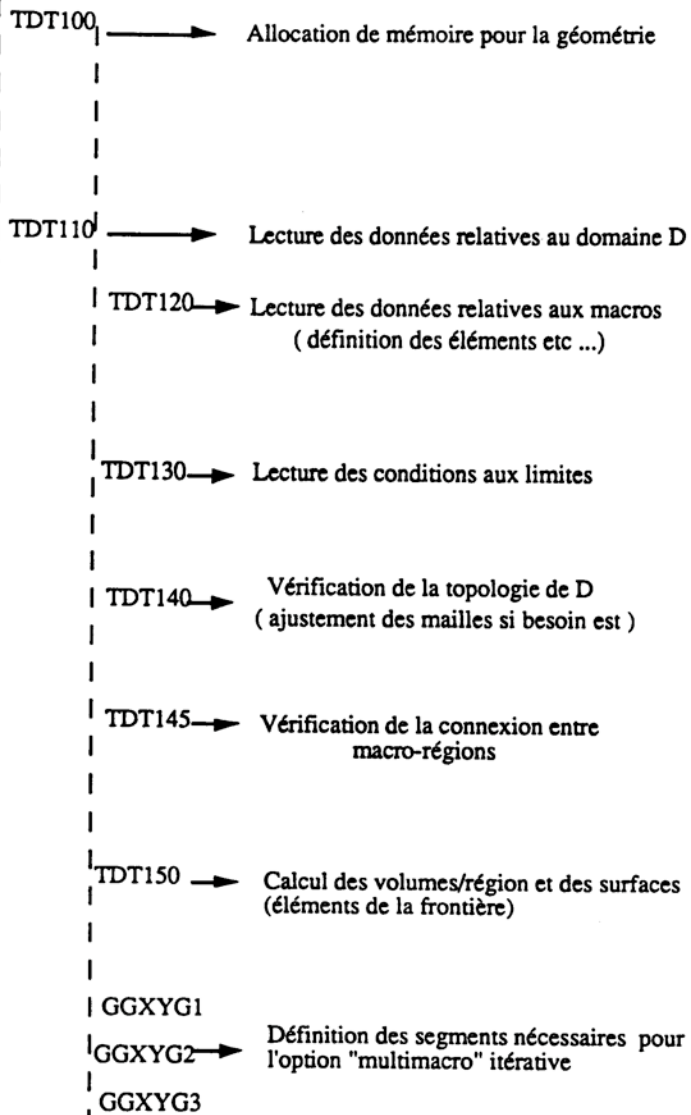 TDT100 Allocation de mémoire pour la géométrie
TDT110 Lecture des données relatives au domaine D
TDT120 Lecture des données relatives aux macros
( définition des éléments etc ...)
TDT130 Lecture des conditions aux limites
TDT140 Vérification de la topologie de D
( ajustement des mailles si besoin est )
TDT145 Vérification de la connexion entre
macro-régions
TDT150 Calcul des volumes/région et des surfaces
(éléments de la frontière)
GGXYG1
GGXYG2 Définition des segments nécessaires pour
l'option "multimacro" itérative
GGXYG3